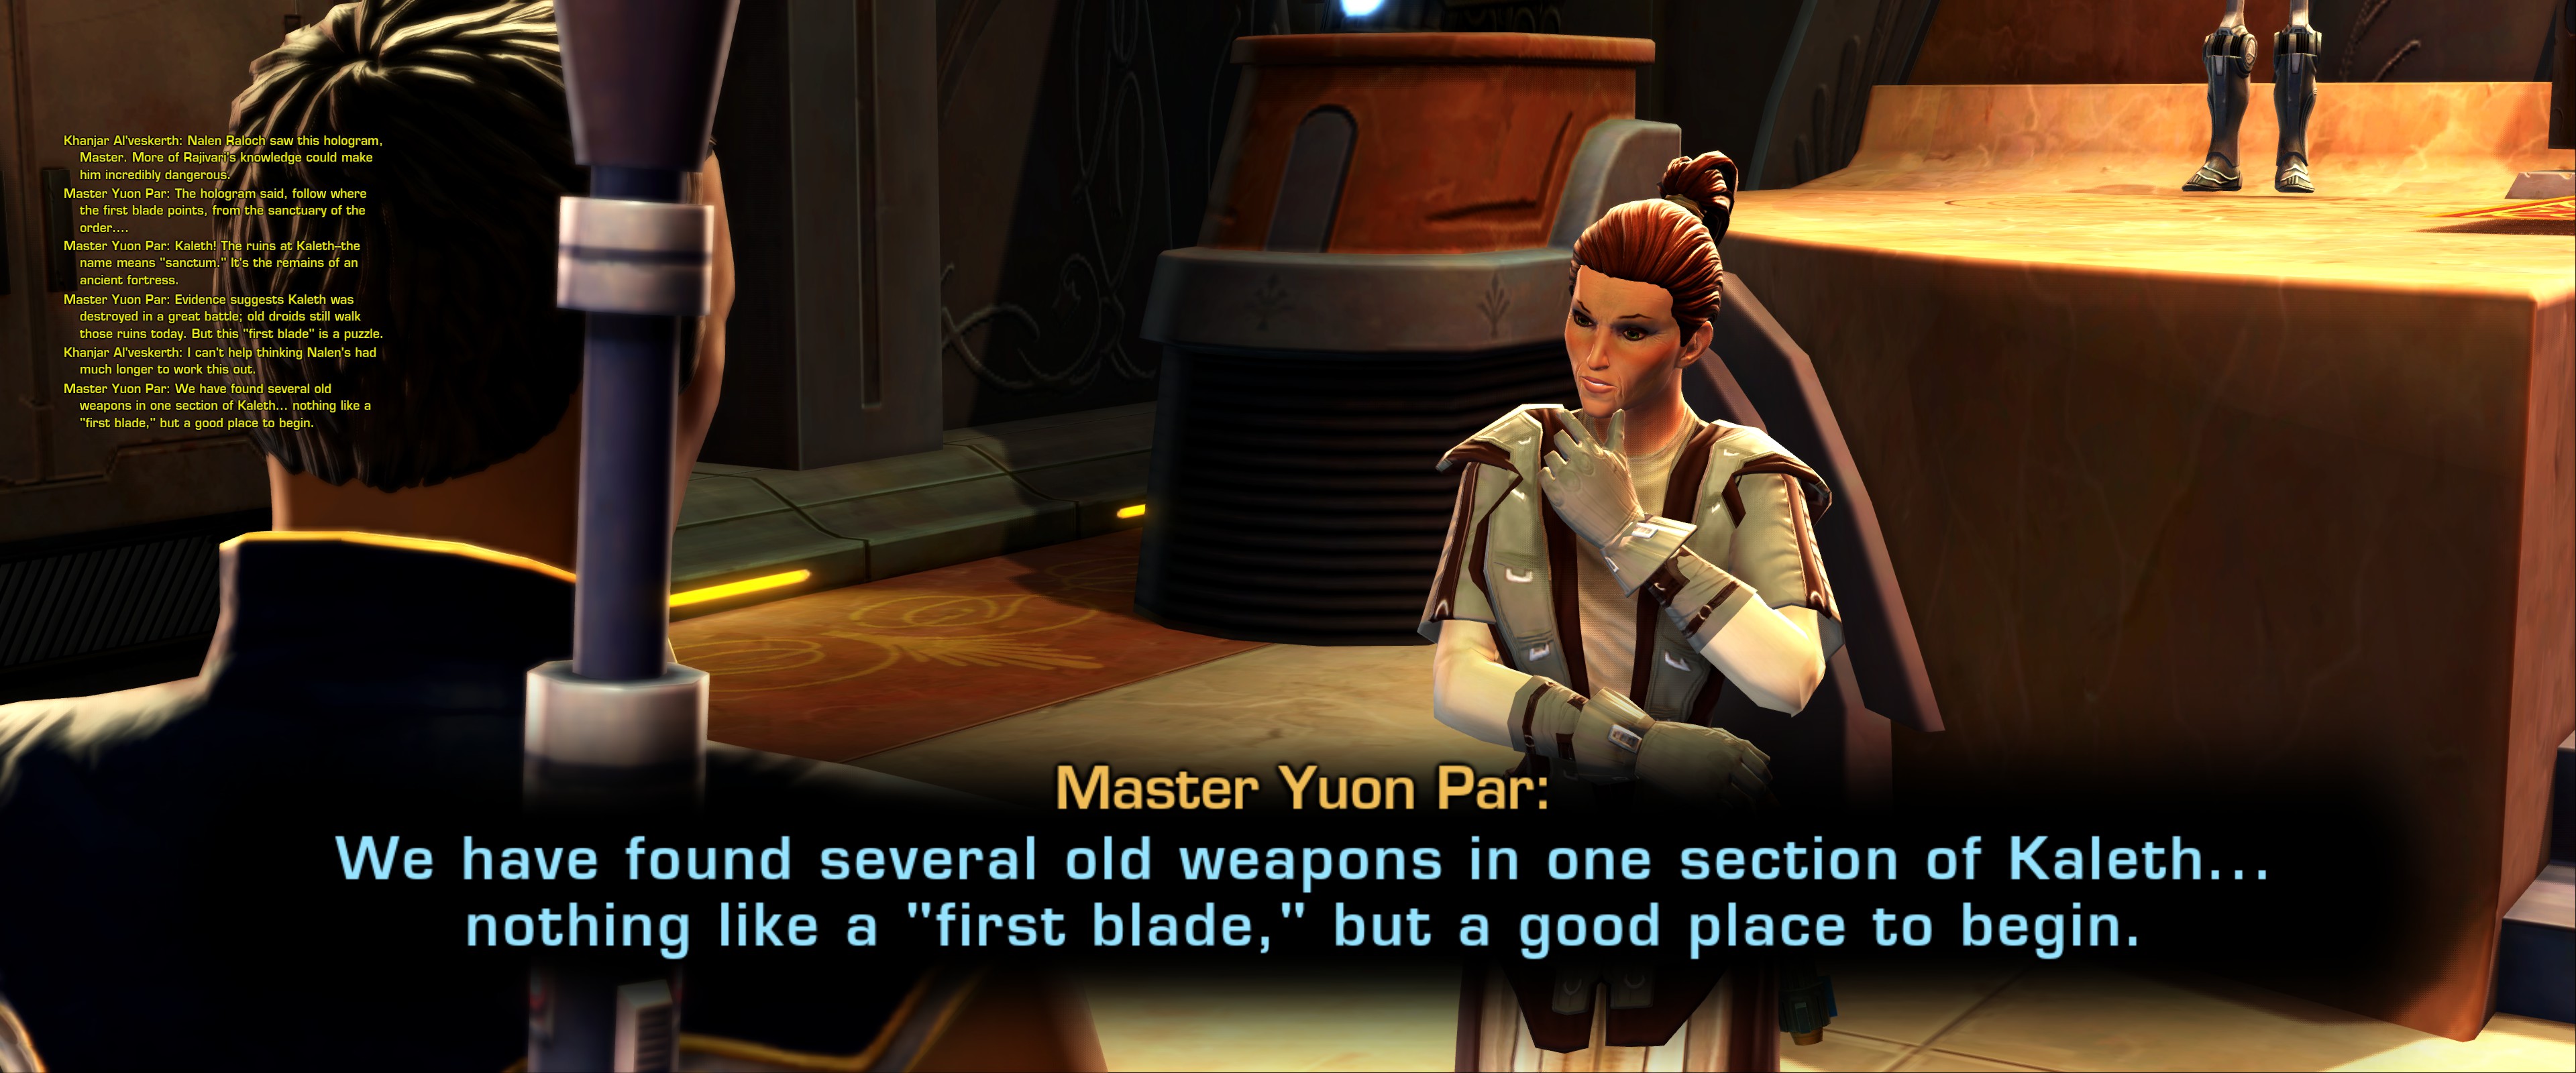 Khanjar Al'veskerth: Nalen Raloch saw this hologram,
Master. More of Rajivari's knowledge could make
him incredibly dangerous.
Master Yuon Par: The hologram said, follow where
the first blade points, from the sanctuary of the
order....
Master Yuon Par: Kaleth! The ruins at Kaleth–the
name means "sanctum." It's the remains of an
ancient fortress.
Master Yuon Par: Evidence suggests Kaleth was
destroyed in a great battle; old droids still walk
those ruins today. But this "first blade" is a puzzle.
Khanjar Al'veskerth: I can't help thinking Nalen's had
much longer to work this out.
Master Yuon Par: We have found several old
weapons in one section of Kaleth... nothing like a
"first blade," but a good place to begin.
Master Yuon Par:
We have found several old weapons in one section of Kaleth...
nothing like a "first blade," but a good place to begin.